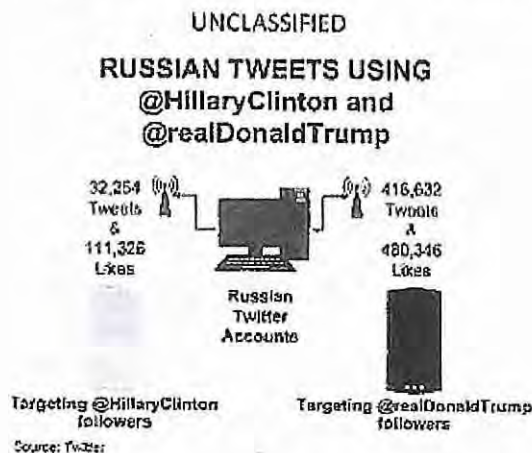 UNCLASSIFIED
RUSSIAN TWEETS USING
@HillaryClinton and
@realDonaldTrump
32,254
Tweets
&
111,326
Likes
416,632
Tweets
&
480,346
Likes
Russian
Twitter
Accounts
Targeting @HillaryClinton
followers
Targeting @realDonaldTrump
followers
Source: Twitter